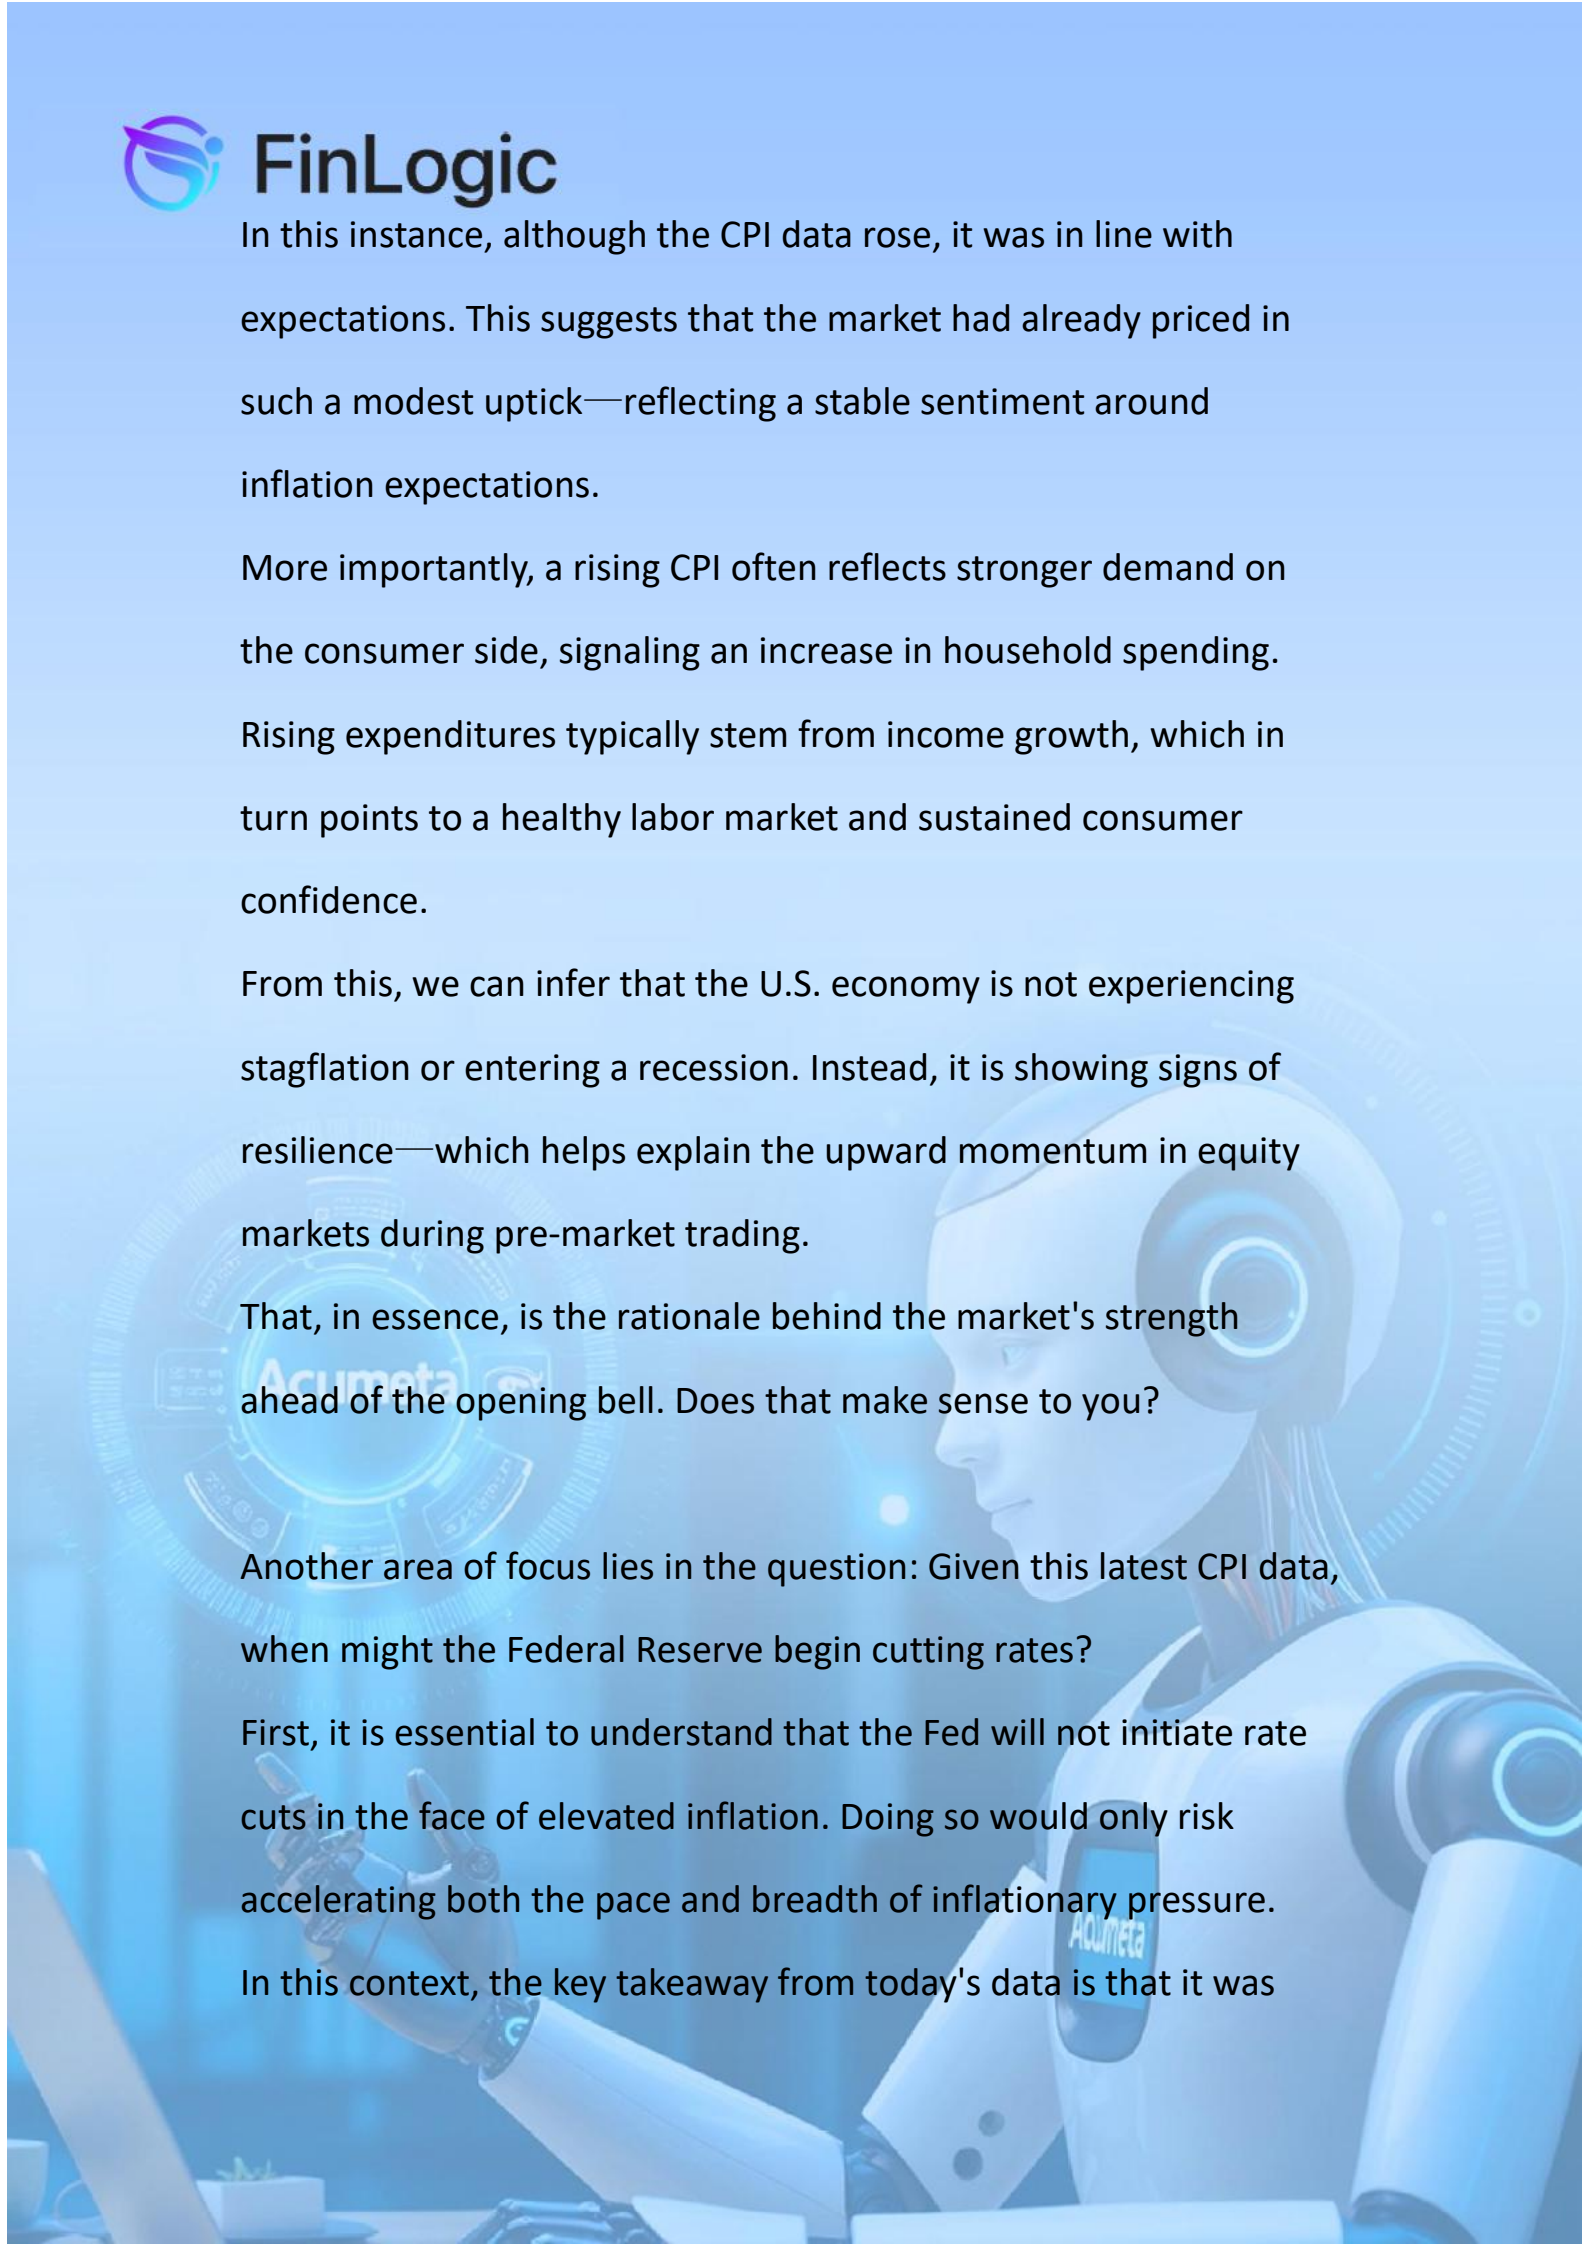 FinLogic
In this instance, although the CPI data rose, it was in line with
expectations. This suggests that the market had already priced in
such a modest uptick—reflecting a stable sentiment around
inflation expectations.
More importantly, a rising CPI often reflects stronger demand on
the consumer side, signaling an increase in household spending.
Rising expenditures typically stem from income growth, which in
turn points to a healthy labor market and sustained consumer
confidence.
From this, we can infer that the U.S. economy is not experiencing
stagflation or entering a recession. Instead, it is showing signs of
resilience—which helps explain the upward momentum in equity
markets during pre-market trading.
That, in essence, is the rationale behind the market's strength
Acumeta
ahead of the opening bell. Does that make sense to you?
Another area of focus lies in the question: Given this latest CPI data,
when might the Federal Reserve begin cutting rates?
First, it is essential to understand that the Fed will not initiate rate
cuts in the face of elevated inflation. Doing so would only risk
accelerating both the pace and breadth of inflationary pressure.
Acumeta
In this context, the key takeaway from today's data is that it was